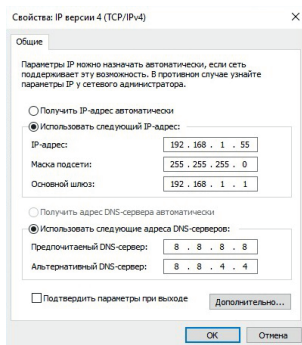 Свойства: IP версии 4 (TCP/IPv4)
Общие
Параметры IP можно назначать автоматически, если сеть
поддерживает эту возможность. В противном случае узнайте
параметры IP у сетевого администратора.
Получить IP-адрес автоматически
Использовать следующий IP-адрес:
IP-адрес: 192 . 168 . 1 . 55
Маска подсети: 255 . 255 . 255 . 0
Основной шлюз: 192 . 168 . 1 . 1
Получить адрес DNS-сервера автоматически
Использовать следующие адреса DNS-серверов:
Предпочитаемый DNS-сервер: 8 . 8 . 8 . 8
Альтернативный DNS-сервер: 8 . 8 . 4 . 4
Подтвердить параметры при выходе
Дополнительно...
OK Отмена